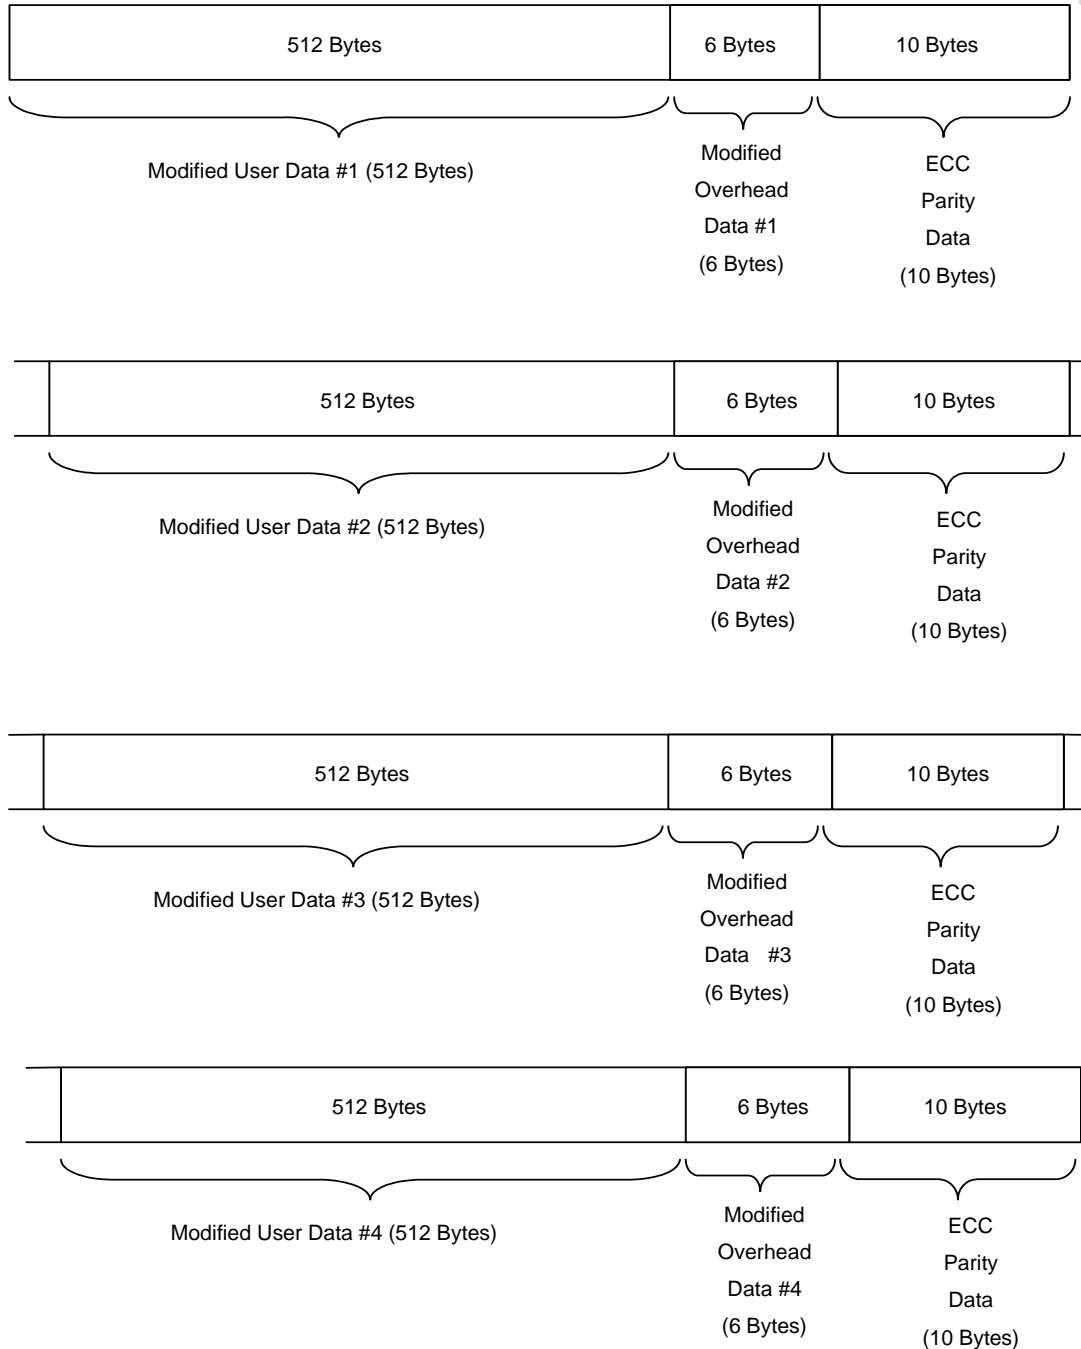 512 Bytes 6 Bytes 10 Bytes
Modified User Data #1 (512 Bytes)
Modified
Overhead
Data #1
(6 Bytes)
ECC
Parity
Data
(10 Bytes)
512 Bytes 6 Bytes 10 Bytes
Modified User Data #2 (512 Bytes)
Modified
Overhead
Data #2
(6 Bytes)
ECC
Parity
Data
(10 Bytes)
512 Bytes 6 Bytes 10 Bytes
Modified User Data #3 (512 Bytes)
Modified
Overhead
Data #3
(6 Bytes)
ECC
Parity
Data
(10 Bytes)
512 Bytes 6 Bytes 10 Bytes
Modified User Data #4 (512 Bytes)
Modified
Overhead
Data #4
(6 Bytes)
ECC
Parity
Data
(10 Bytes)